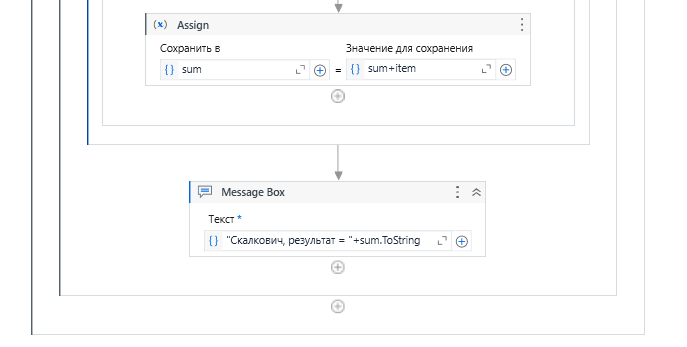 Assign
Сохранить в
Значение для сохранения
sum = sum+item
Message Box
Текст *
"Скалкович, результат = "+sum.ToString